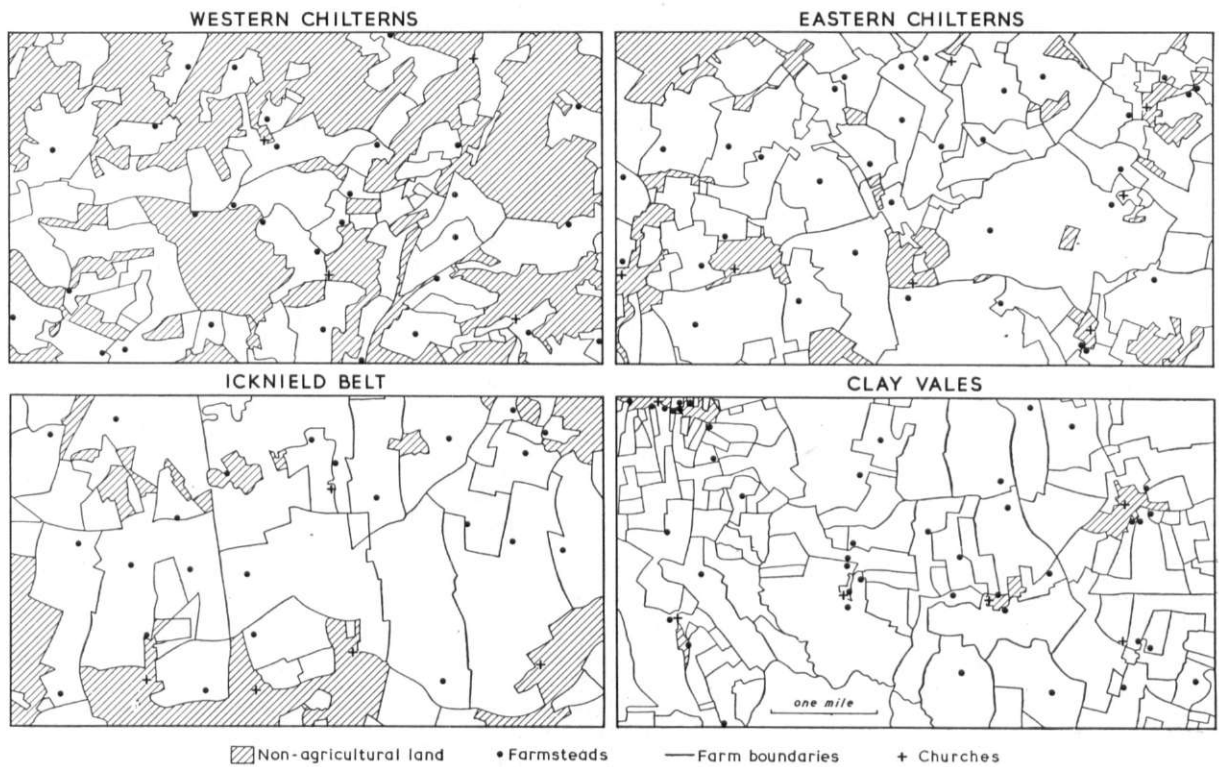 WESTERN CHILTERNS
EASTERN CHILTERNS
ICKNIELD BELT
CLAY VALES
one mile
Non-agricultural land
Farmsteads
Farm boundaries
Churches